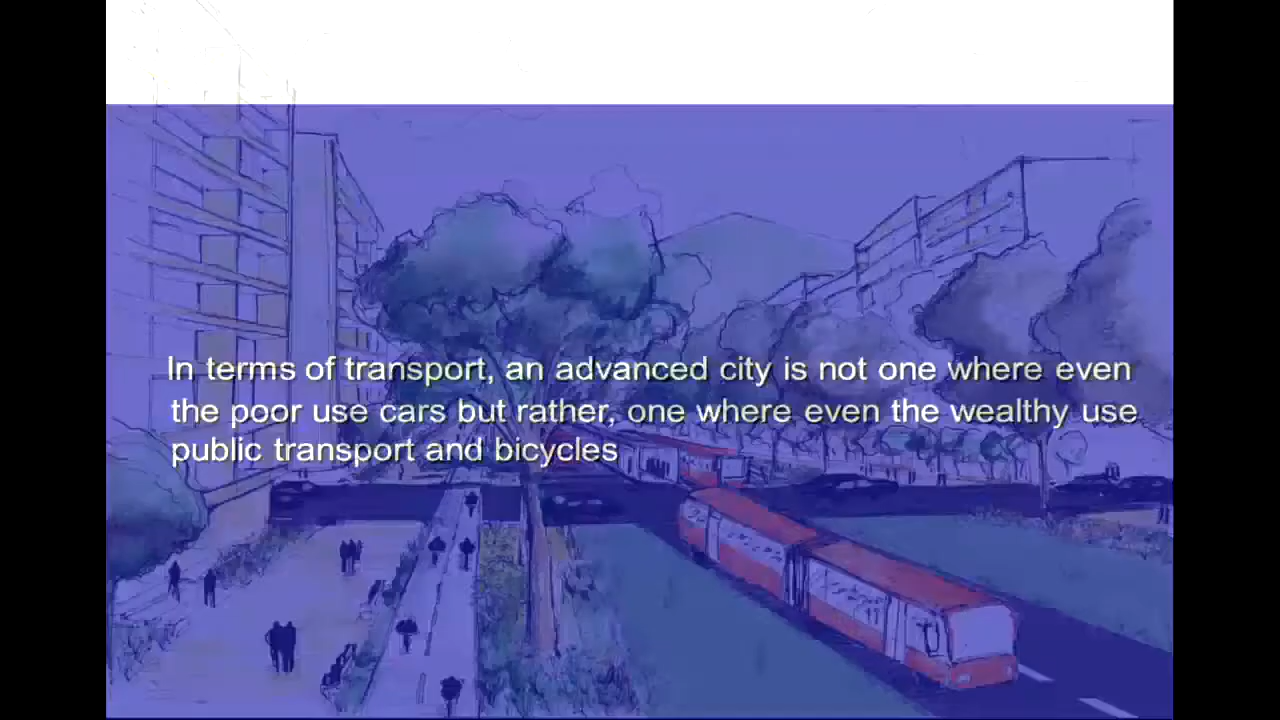 In terms of transport, an advanced city is not one where even
the poor use cars but rather, one where even the wealthy use
public transport and bicycles